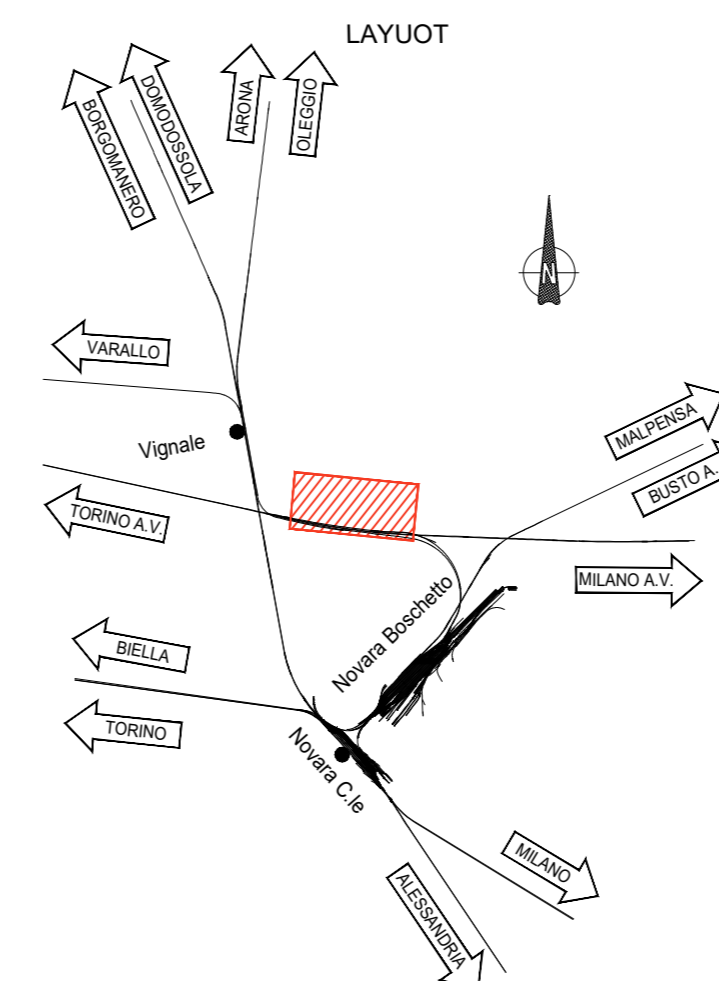 LAYUOT
BORGOMANERO
DOMODOSSOLA
ARONA
OLEGGIO
N
VARALLO
Vignale
MALPENSA
BUSTO A.
TORINO A.V.
MILANO A.V.
Novara Boschetto
BIELLA
TORINO
Novara C.le
MILANO
ALESSANDRIA